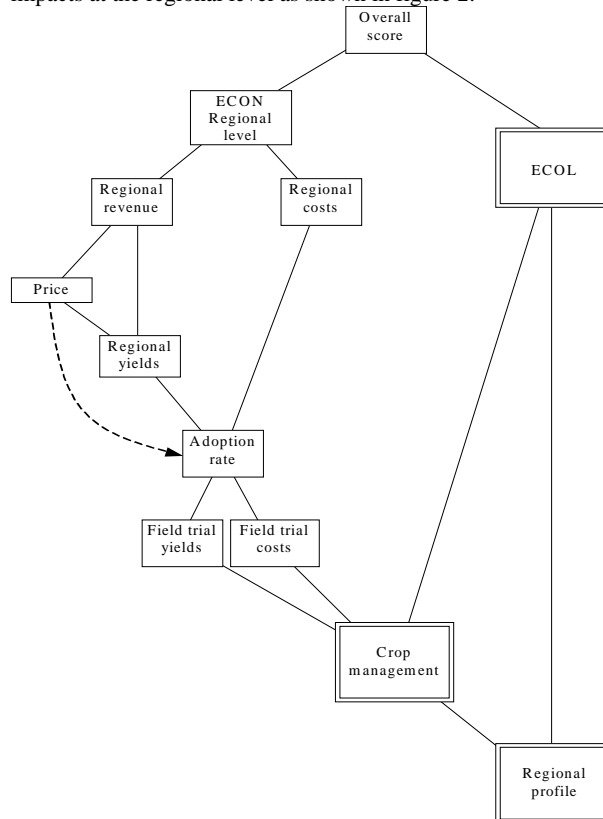 impacts at the regional level as shown in figure 2.
Overall
score
ECON
Regional
level
ECOL
Regional
revenue
Regional
costs
Price
Regional
yields
Adoption
rate
Field trial
yields
Field trial
costs
Crop
management
Regional
profile